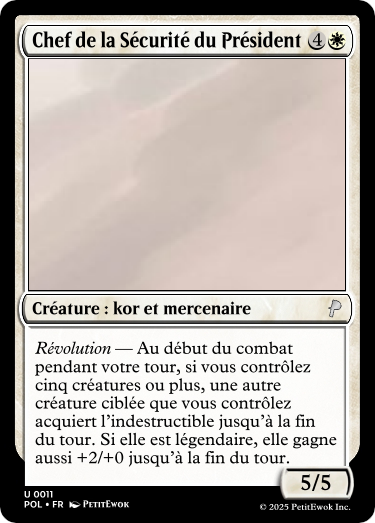 Chef de la Sécurité du Président 4
Créature : kor et mercenaire
Révolution — Au début du combat
pendant votre tour, si vous contrôlez
cinq créatures ou plus, une autre
créature ciblée que vous contrôlez
acquiert l'indestructible jusqu'à la fin
du tour. Si elle est légendaire, elle gagne
aussi +2/+0 jusqu'à la fin du tour.
5/5
U 0011
POL • FR PetitEwok
© 2025 PetitEwok Inc.